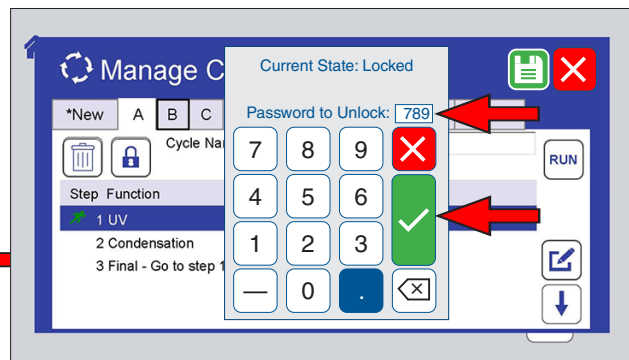 Manage C
Current State: Locked
*New A B C
Password to Unlock: 789
Cycle Na
7 8 9
RUN
Step Function
4 5 6
1 UV
2 Condensation
1 2 3
3 Final - Go to step 1
— 0 .